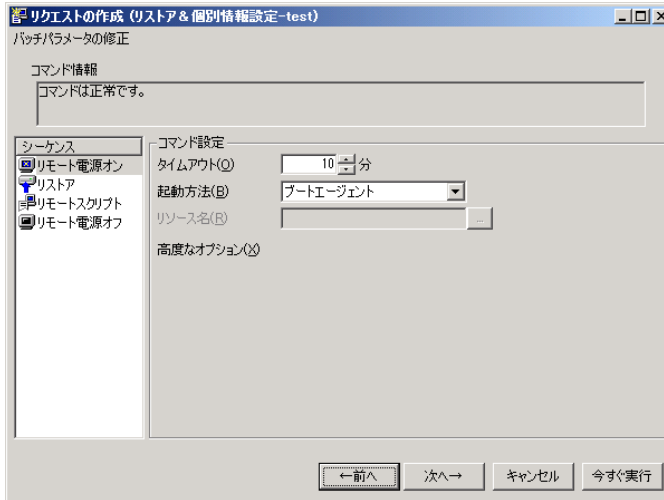 リクエストの作成 (リストア&個別情報設定-test)
バッチパラメータの修正
コマンド情報
コマンドは正常です。
シーケンス
リモート電源オン
リストア
リモートスクリプト
リモート電源オフ
コマンド設定
タイムアウト(O) 10 分
起動方法(B) ブートエージェント
リソース名(R) ...
高度なオプション(X)
←前へ 次へ→ キャンセル 今すぐ実行